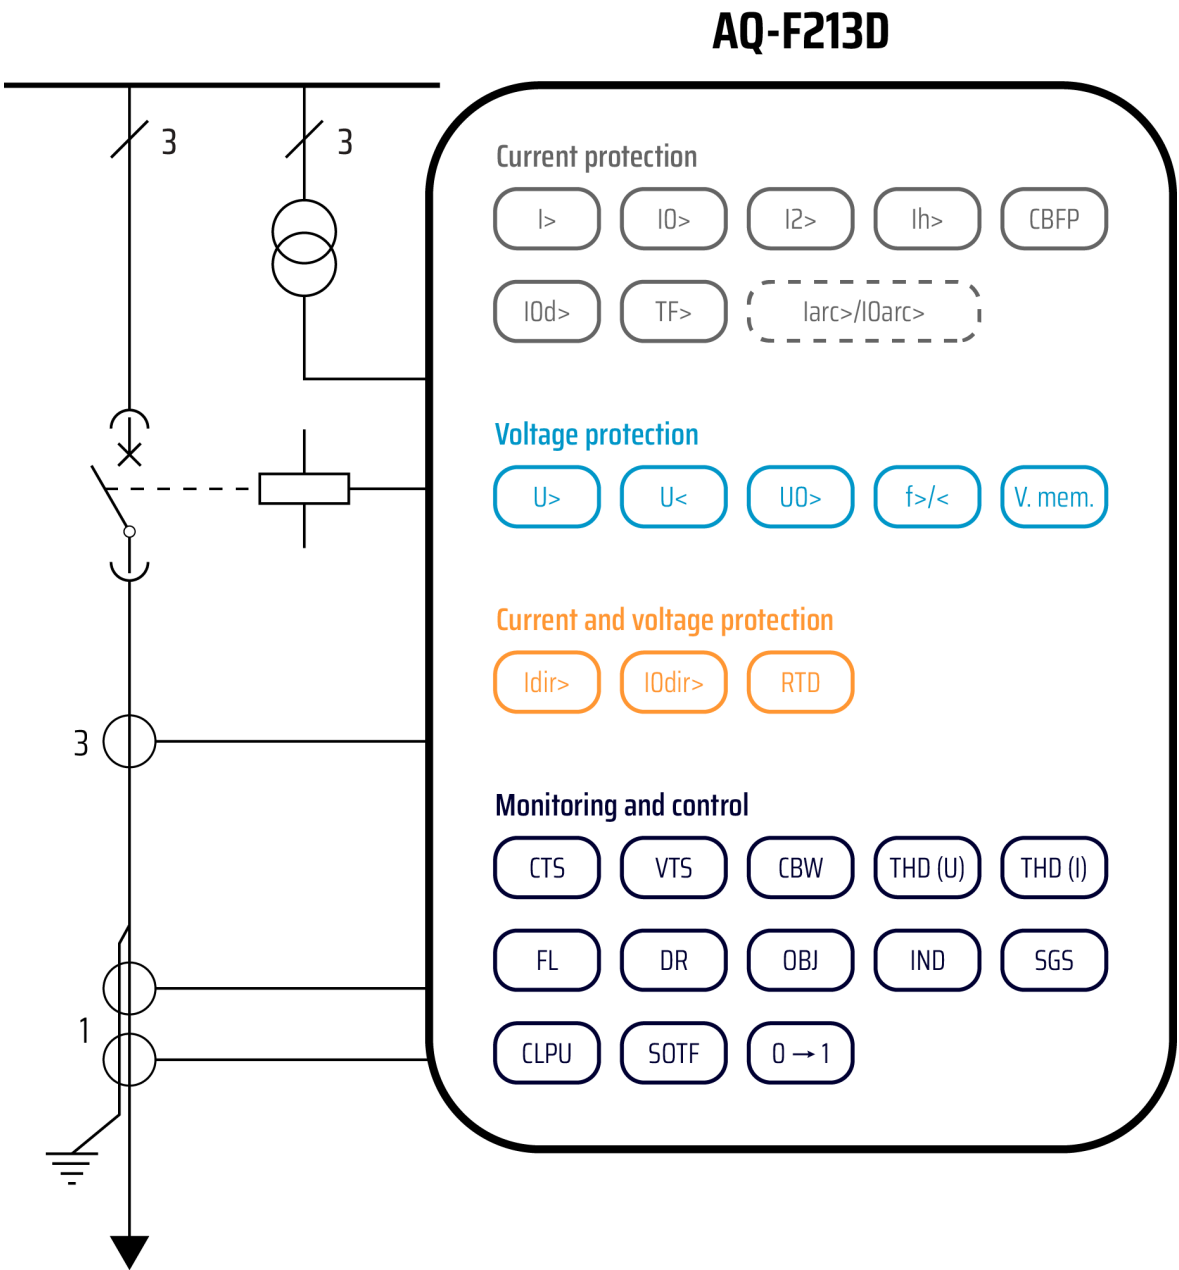 AQ-F213D
3
3
Current protection
I> I0> I2> Ih> CBFP
I0d> TF> Iarc>/I0arc>
Voltage protection
U> U< U0> f>/< V. mem.
Current and voltage protection
Idir> I0dir> RTD
3
Monitoring and control
CTS VTS CBW THD (U) THD (I)
FL DR OBJ IND SGS
1
CLPU SOTF 0 → 1